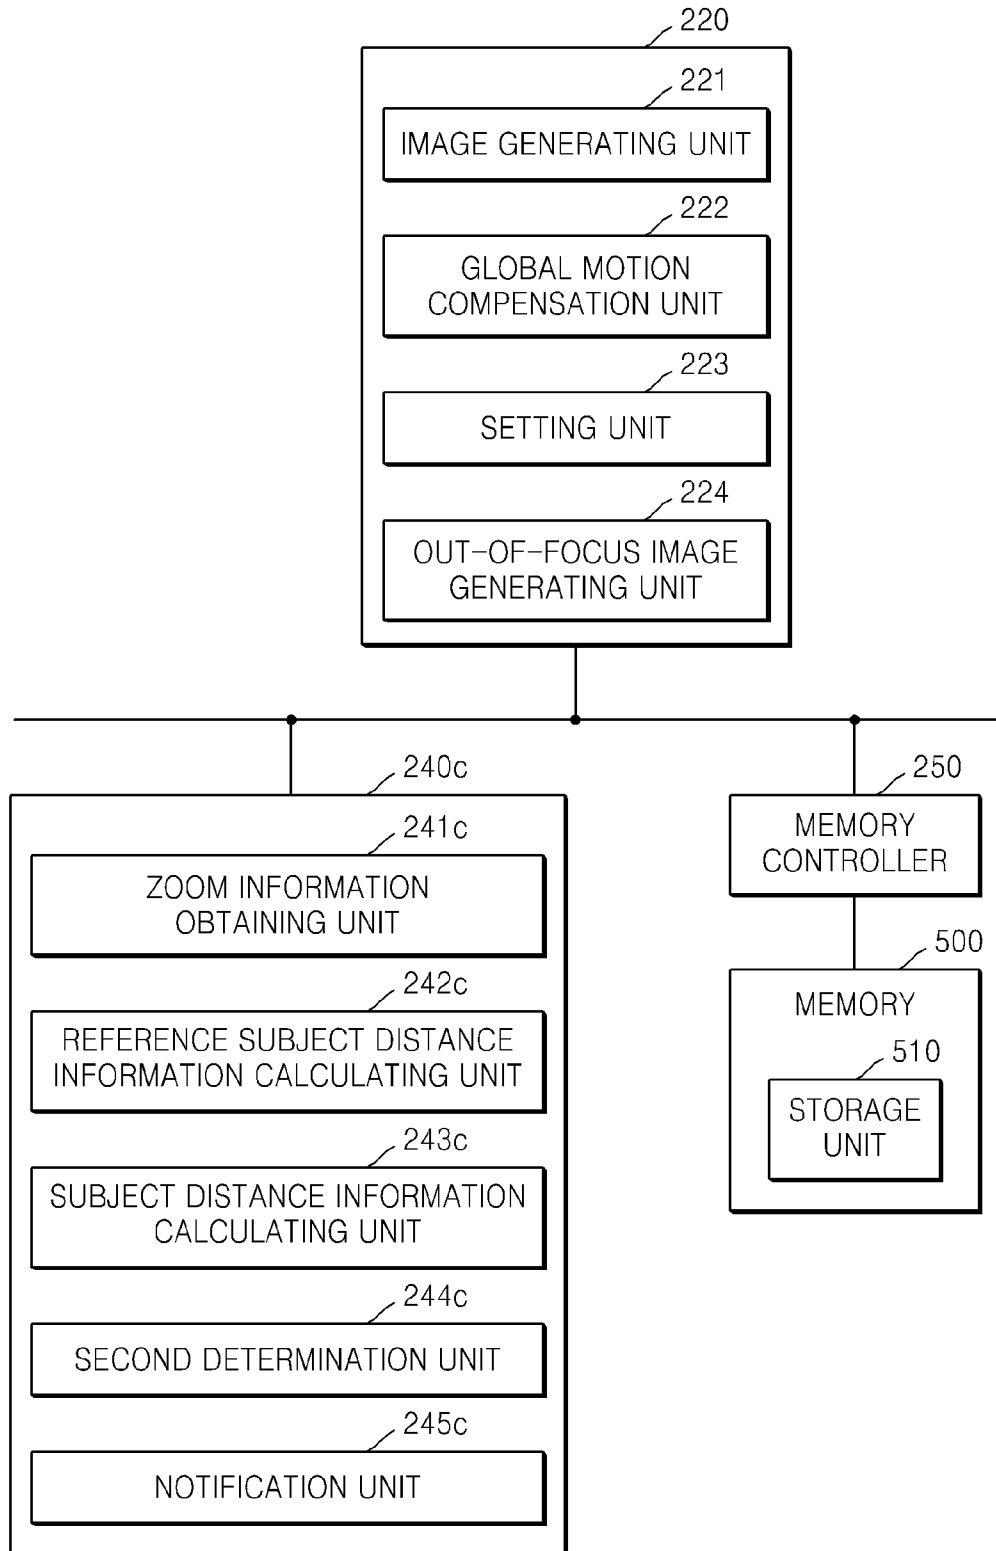 220
221
IMAGE GENERATING UNIT
222
GLOBAL MOTION
COMPENSATION UNIT
223
SETTING UNIT
224
OUT-OF-FOCUS IMAGE
GENERATING UNIT
240c
241c
ZOOM INFORMATION
OBTAINING UNIT
242c
REFERENCE SUBJECT DISTANCE
INFORMATION CALCULATING UNIT
243c
SUBJECT DISTANCE INFORMATION
CALCULATING UNIT
244c
SECOND DETERMINATION UNIT
245c
NOTIFICATION UNIT
250
MEMORY
CONTROLLER
500
MEMORY
510
STORAGE
UNIT